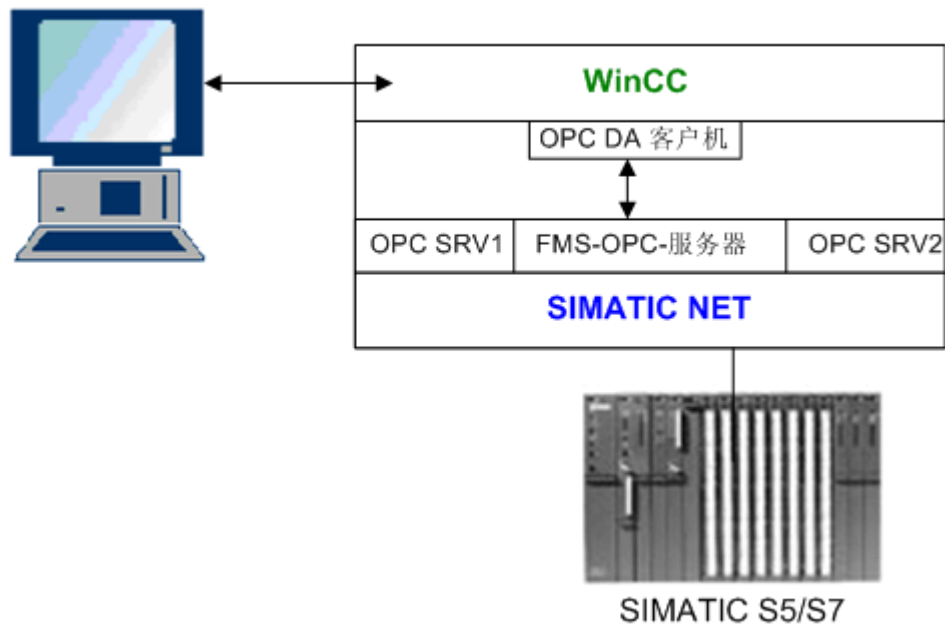 WinCC
OPC DA 客户机
OPC SRV1
FMS-OPC-服务器
OPC SRV2
SIMATIC NET
SIMATIC S5/S7